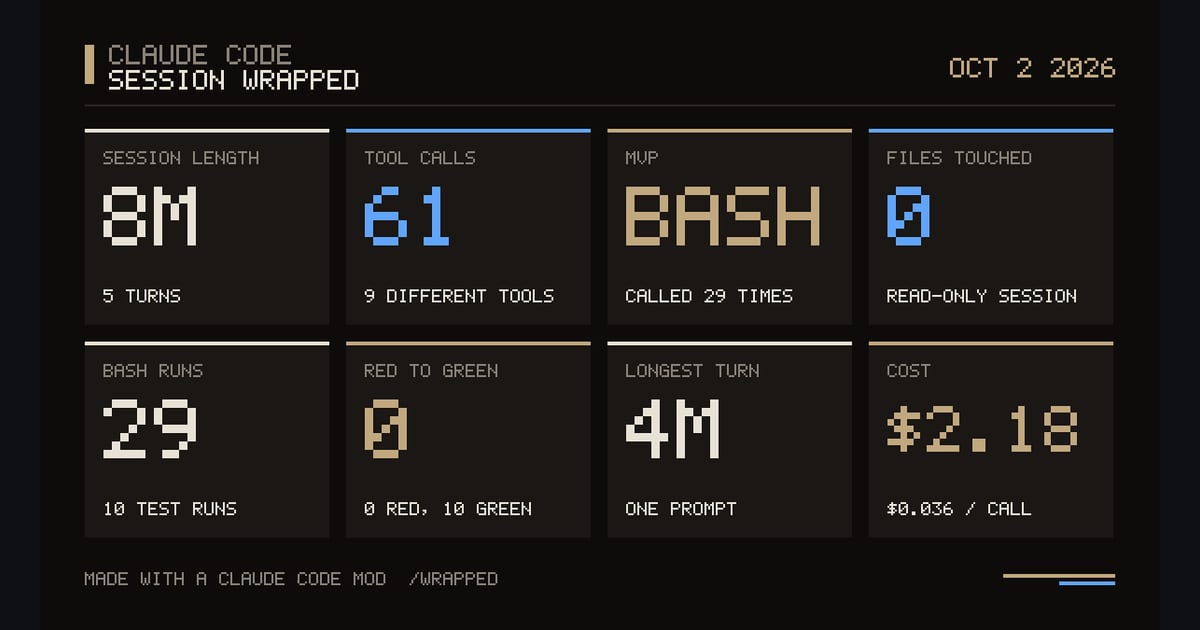 CLAUDE CODE
SESSION WRAPPED
OCT 2 2026
SESSION LENGTH
8M
5 TURNS
TOOL CALLS
61
9 DIFFERENT TOOLS
MVP
BASH
CALLED 29 TIMES
FILES TOUCHED
0
READ-ONLY SESSION
BASH RUNS
29
10 TEST RUNS
RED TO GREEN
0
0 RED, 10 GREEN
LONGEST TURN
4M
ONE PROMPT
COST
$2.18
$0.036 / CALL
MADE WITH A CLAUDE CODE MOD /WRAPPED